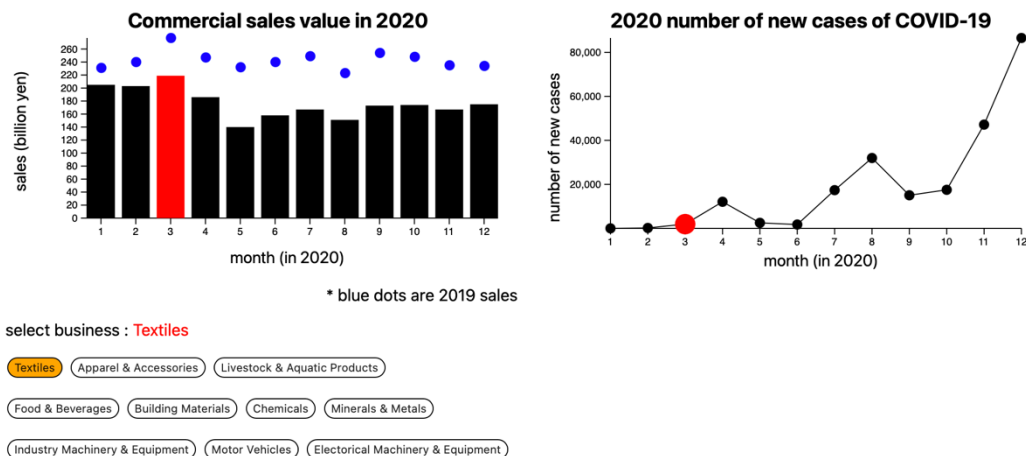 Commercial sales value in 2020
sales (billion yen)
260
240
220
200
180
160
140
120
100
80
60
40
20
0
1 2 3 4 5 6 7 8 9 10 11 12
month (in 2020)
* blue dots are 2019 sales
2020 number of new cases of COVID-19
number of new cases
80,000
60,000
40,000
20,000
1 2 3 4 5 6 7 8 9 10 11 12
month (in 2020)
select business : Textiles
Textiles Apparel & Accessories Livestock & Aquatic Products
Food & Beverages Building Materials Chemicals Minerals & Metals
Industry Machinery & Equipment Motor Vehicles Electorical Machinery & Equipment